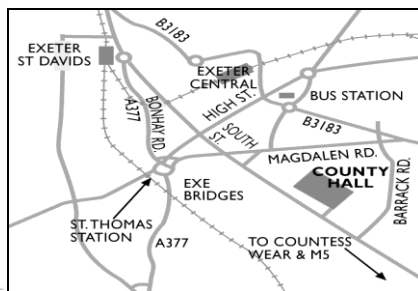 B3183
EXETER
ST DAVIDS
EXETER
CENTRAL
A377
BONHAY RD.
HIGH ST.
BUS STATION
SOUTH
ST.
B3183
MAGDALEN RD.
COUNTY
HALL
BARRACK RD.
EXE
BRIDGES
ST. THOMAS
STATION
A377
TO COUNTESS
WEAR & M5